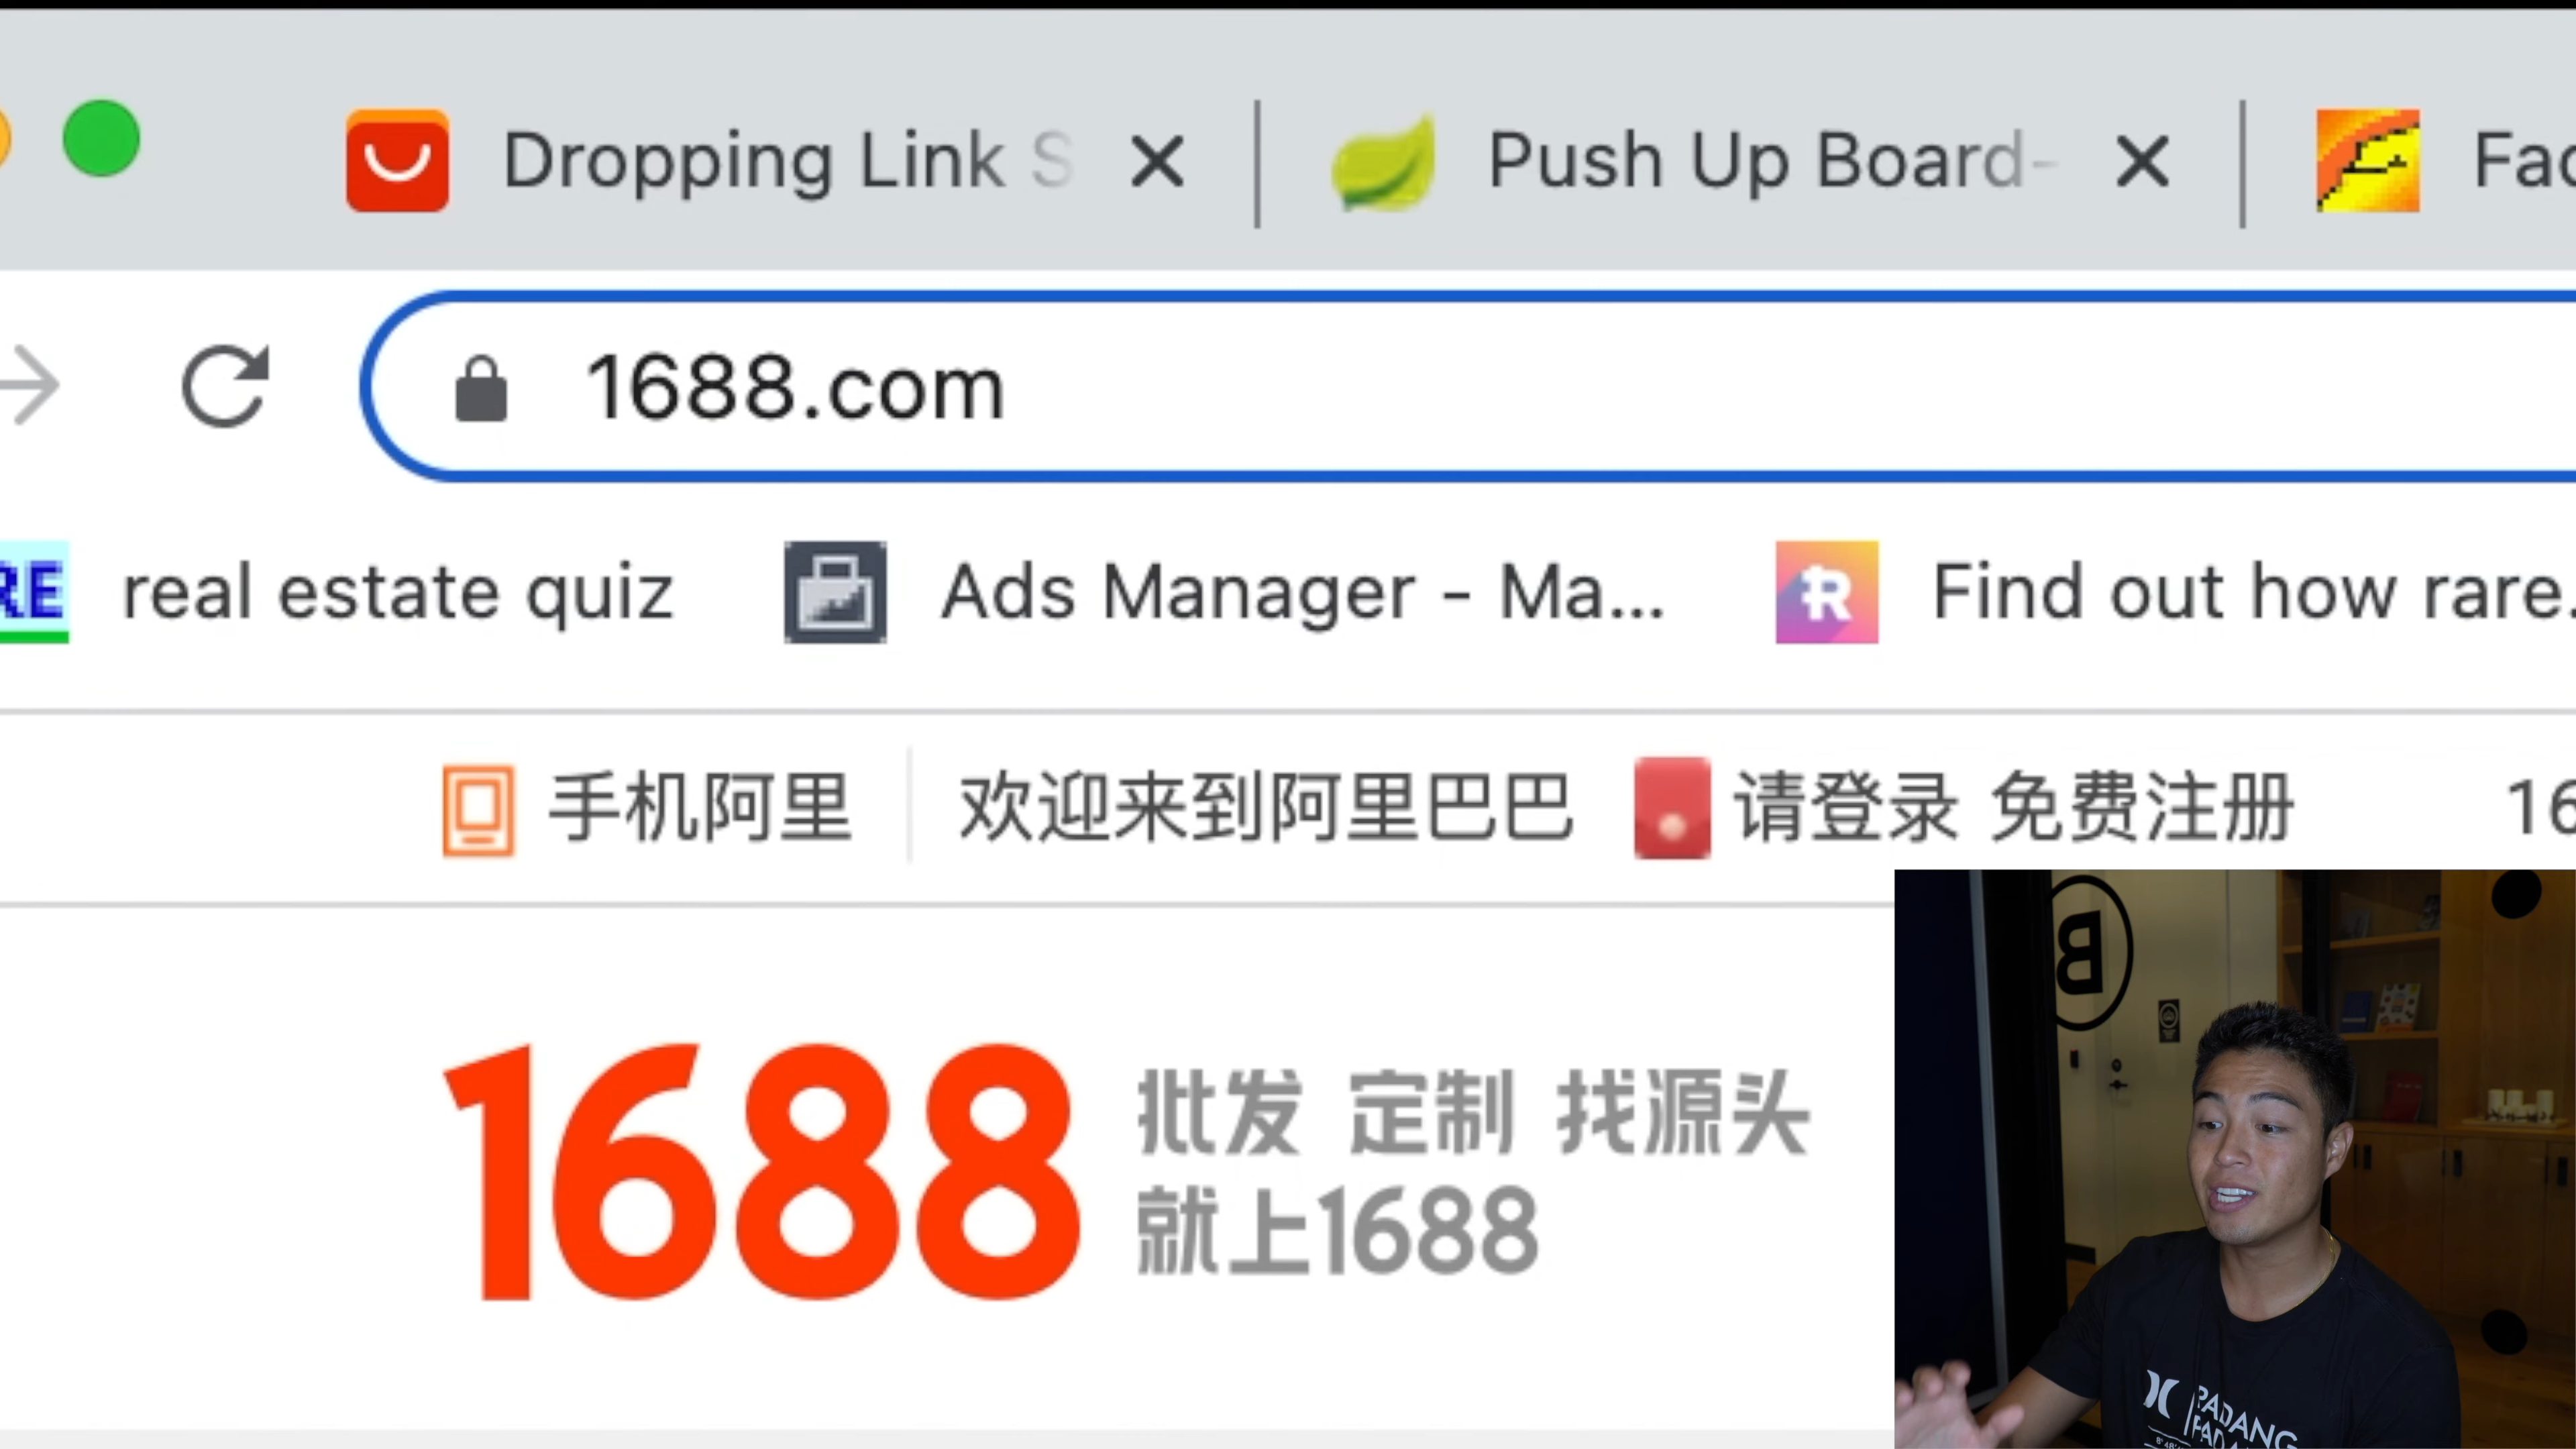 Dropping Link S
Push Up Board-
Fac
1688.com
RE real estate quiz
Ads Manager - Ma...
Find out how rare.
手机阿里
欢迎来到阿里巴巴
请登录 免费注册
16
1688
批发 定制 找源头
就上1688
B
PADANG
PADA